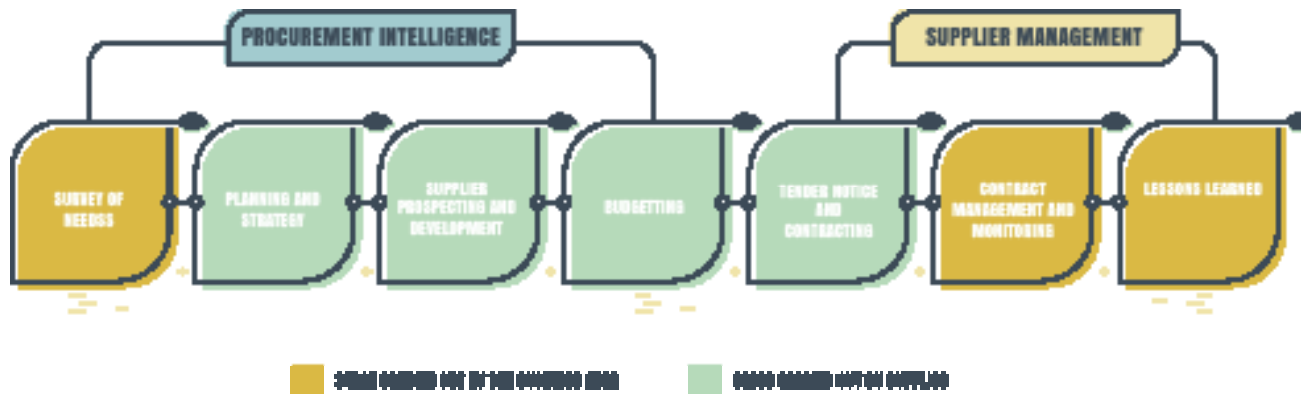 PROCUREMENT INTELLIGENCE
SUPPLIER MANAGEMENT
SURVEY OF
NEEDSS
PLANNING AND
STRATEGY
SUPPLIER
PROSPECTING AND
DEVELOPMENT
BUDGETTING
TENDER NOTICE
AND
CONTRACTING
CONTRACT
MANAGEMENT AND
MONITORING
LESSONS LEARNED